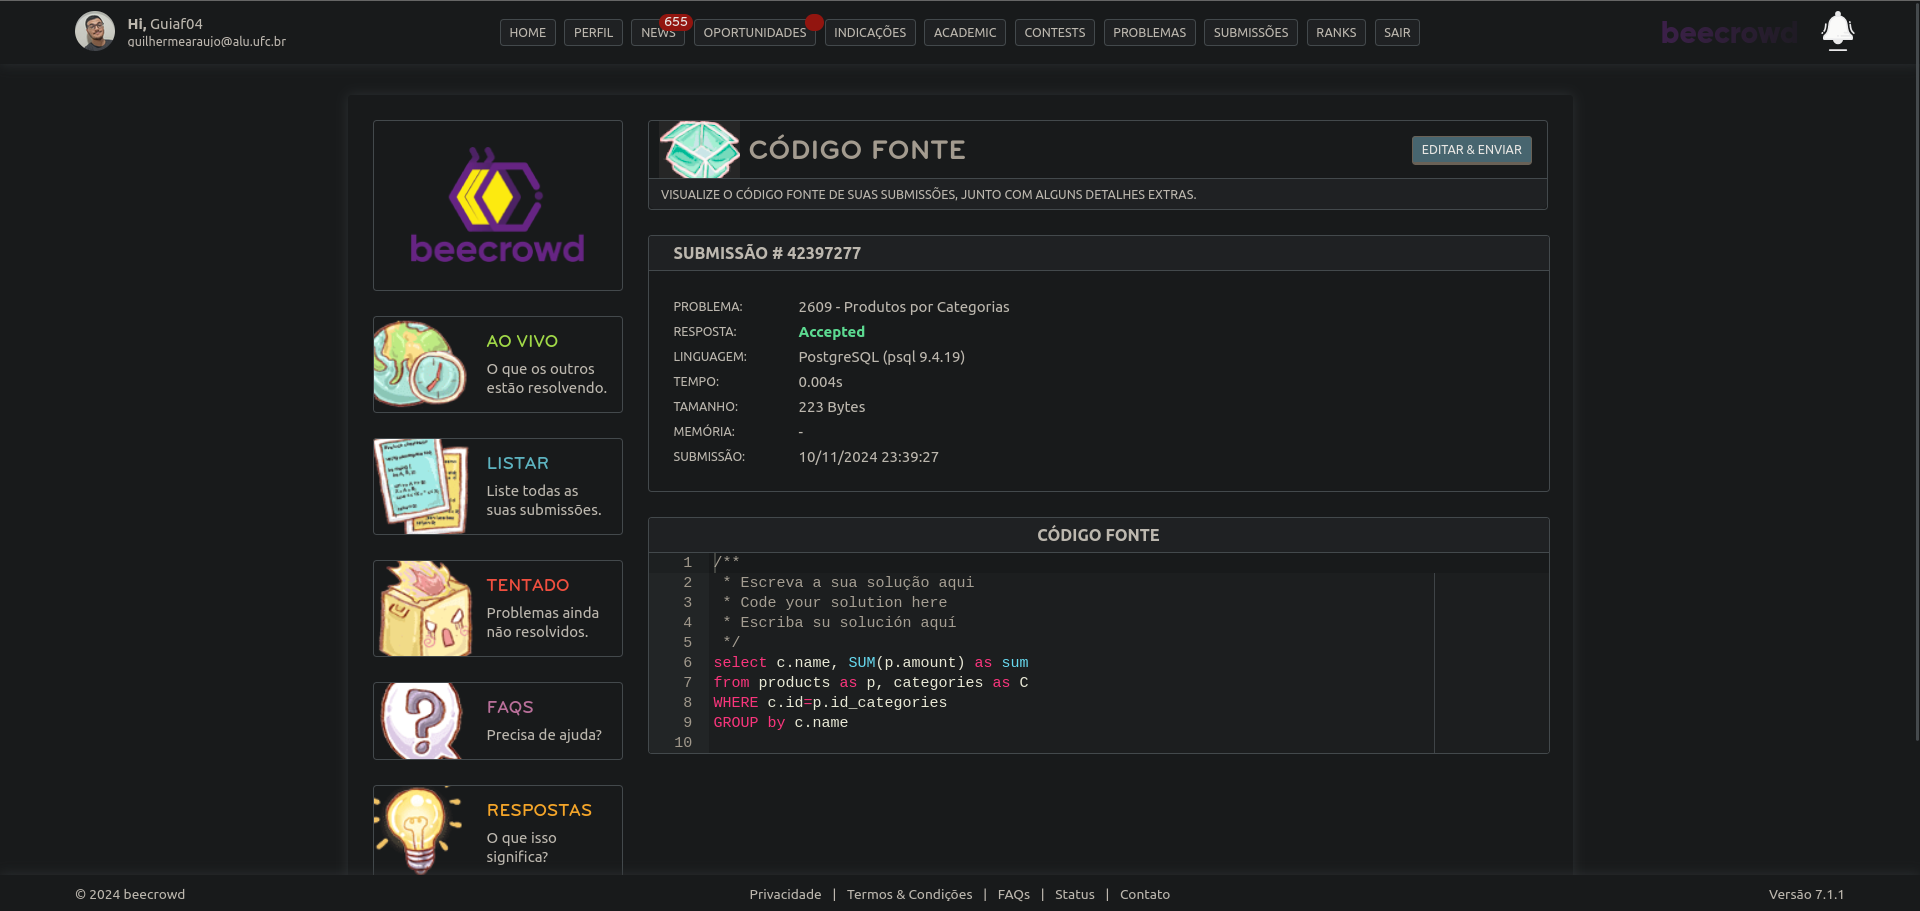 Hi, Guiaf04
guilhermearaujo@alu.ufc.br
HOME
PERFIL
NEWS
655
OPORTUNIDADES
INDICAÇÕES
ACADEMIC
CONTESTS
PROBLEMAS
SUBMISSÕES
RANKS
SAIR
beecrowd
beecrowd
AO VIVO
O que os outros
estão resolvendo.
LISTAR
Liste todas as
suas submissões.
TENTADO
Problemas ainda
não resolvidos.
FAQS
Precisa de ajuda?
RESPOSTAS
O que isso
significa?
CÓDIGO FONTE
EDITAR & ENVIAR
VISUALIZE O CÓDIGO FONTE DE SUAS SUBMISSÕES, JUNTO COM ALGUNS DETALHES EXTRAS.
SUBMISSÃO # 42397277
PROBLEMA: 2609 - Produtos por Categorias
RESPOSTA: Accepted
LINGUAGEM: PostgreSQL (psql 9.4.19)
TEMPO: 0.004s
TAMANHO: 223 Bytes
MEMÓRIA: -
SUBMISSÃO: 10/11/2024 23:39:27
CÓDIGO FONTE
1 /**
2 * Escreva a sua solução aqui
3 * Code your solution here
4 * Escriba su solución aquí
5 */
6 select c.name, SUM(p.amount) as sum
7 from products as p, categories as C
8 WHERE c.id=p.id_categories
9 GROUP by c.name
10
© 2024 beecrowd
Privacidade | Termos & Condições | FAQs | Status | Contato
Versão 7.1.1